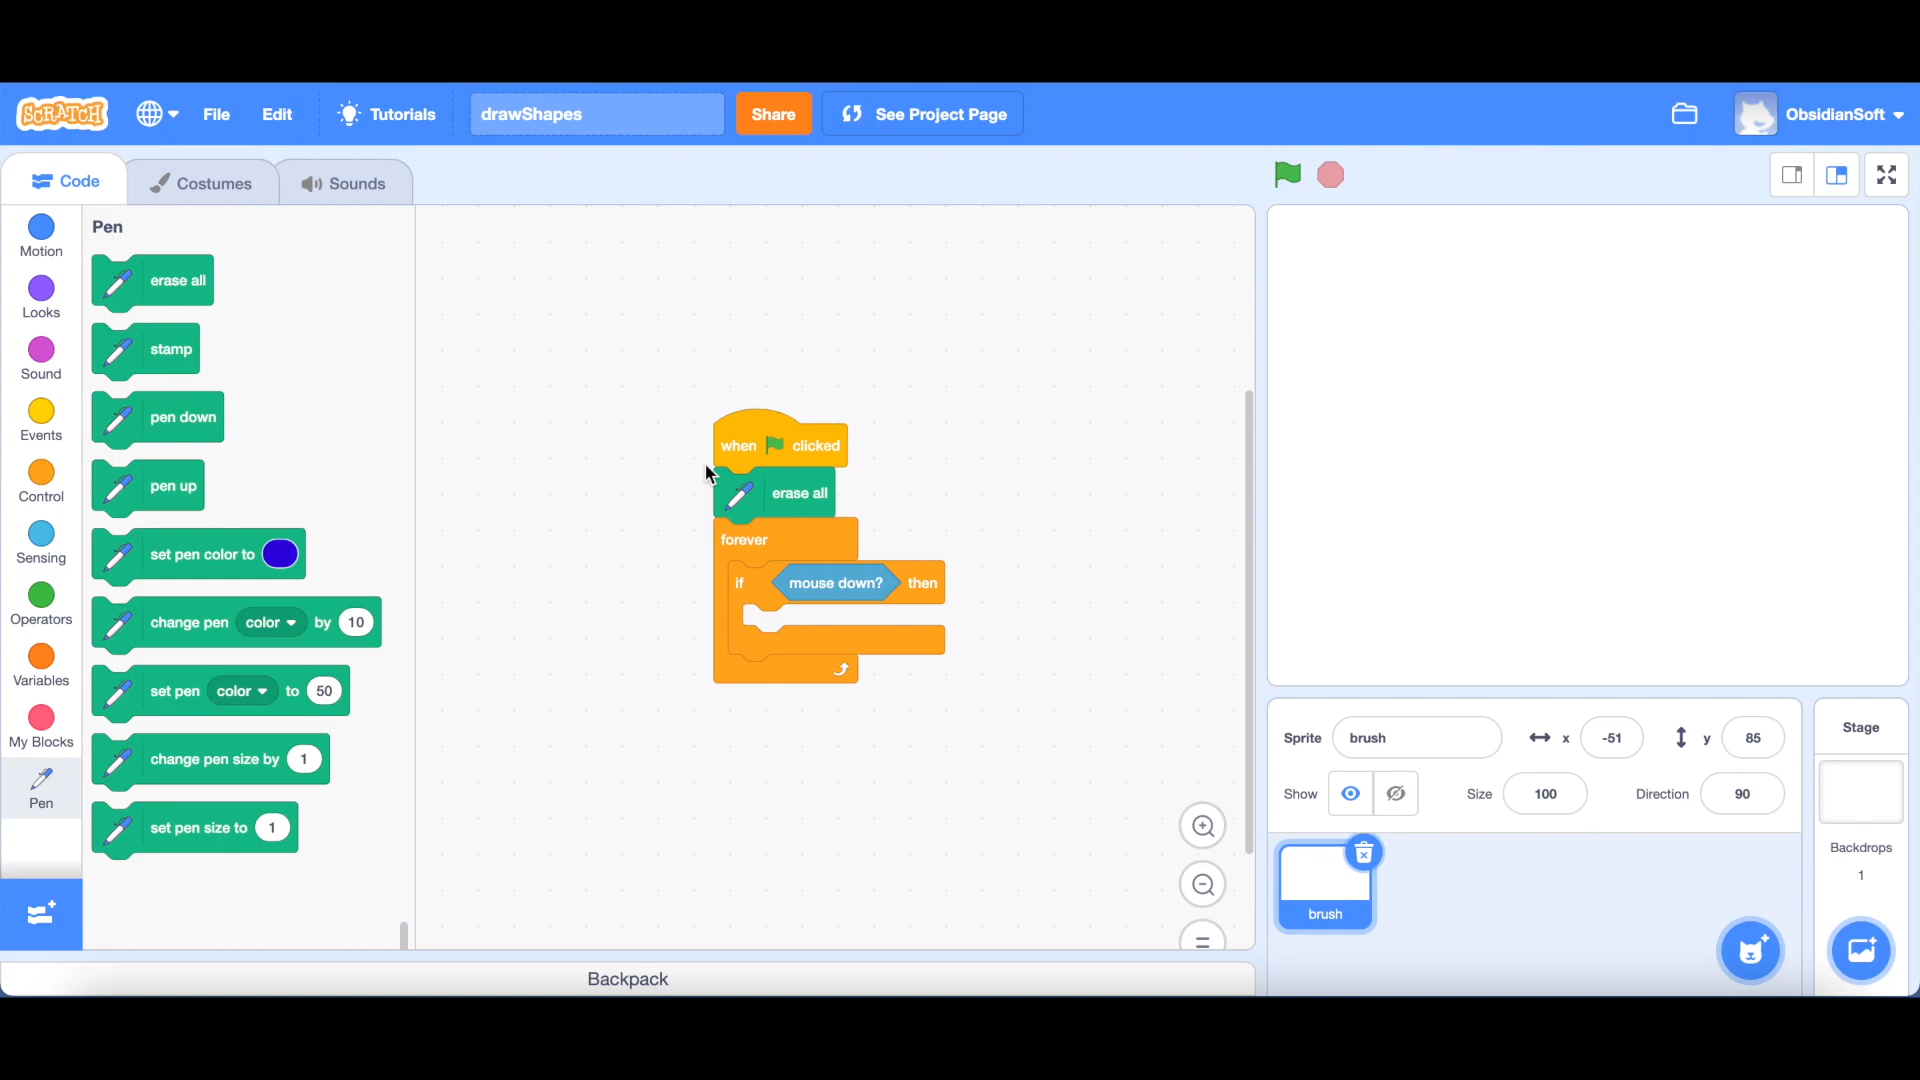 SCRATCH File Edit Tutorials drawShapes Share See Project Page ObsidianSoft
Code Costumes Sounds
Motion
Looks
Sound
Events
Control
Sensing
Operators
Variables
My Blocks
Pen
Pen
erase all
stamp
pen down
pen up
set pen color to
change pen color by 10
set pen color to 50
change pen size by 1
set pen size to 1
when clicked
erase all
forever
if mouse down? then
Backpack
Sprite brush x -51 y 85
Show Size 100 Direction 90
brush
Stage
Backdrops
1